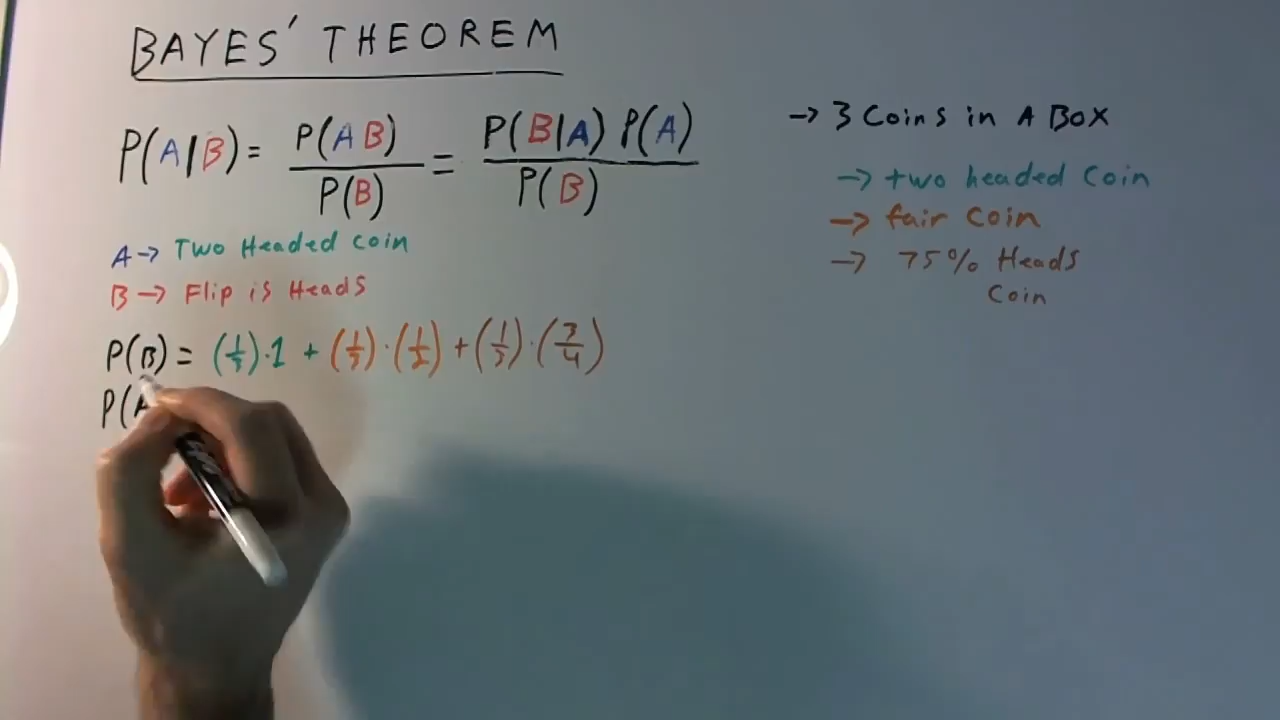 BAYES' THEOREM
P(A|B) = P(AB) / P(B) = P(B|A) P(A) / P(B)
A → Two Headed coin
B → Flip is Heads
P(B) = (1/3)·1 + (1/3)·(1/2) + (1/3)·(3/4)
P(A
→ 3 Coins in A Box
→ two headed coin
→ fair coin
→ 75% Heads
Coin